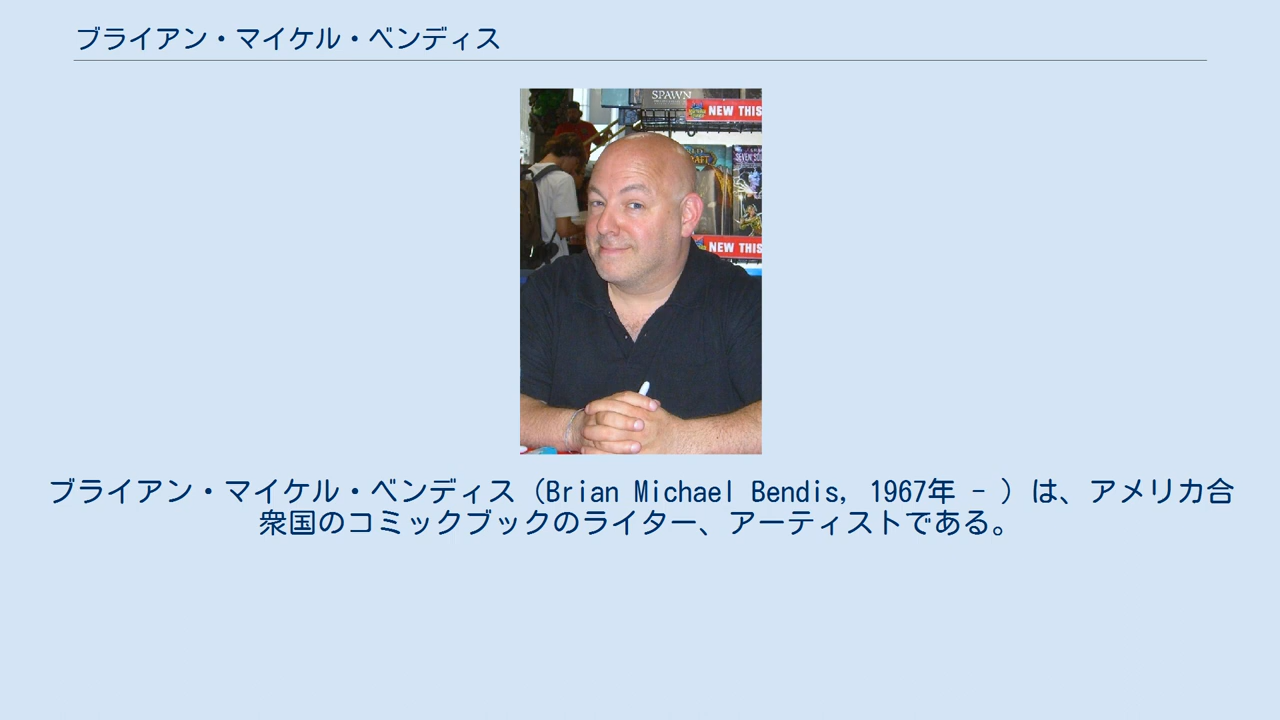 ブライアン・マイケル・ベンディス
SPAWN
NEW THIS
SEVEN
NEW THIS
ブライアン・マイケル・ベンディス（Brian Michael Bendis, 1967年 - ）は、アメリカ合
衆国のコミックブックのライター、アーティストである。